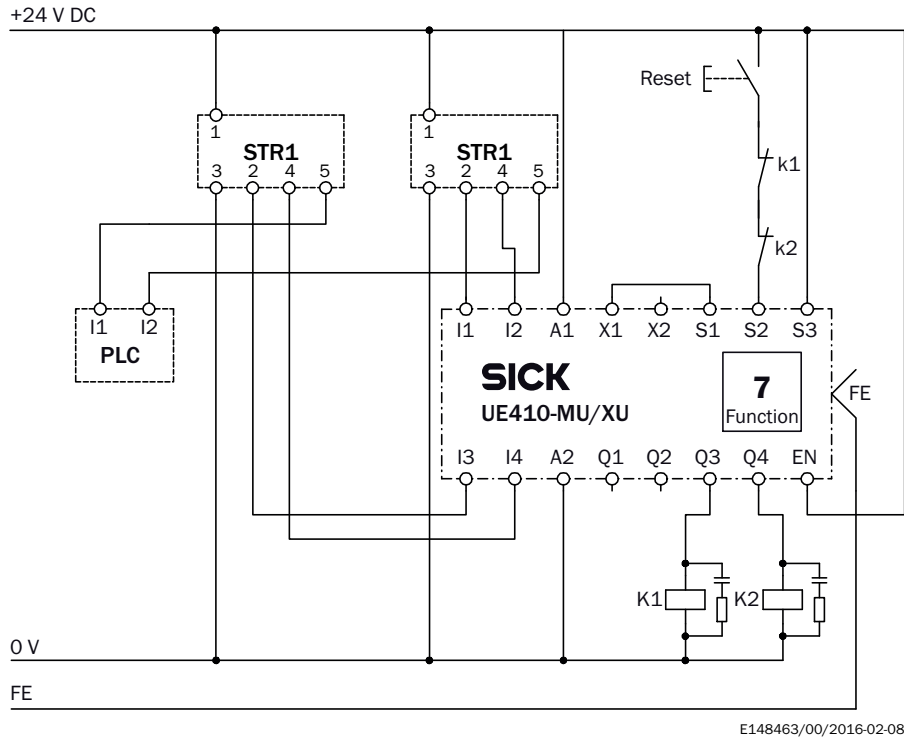 +24 V DC
Reset
1
STR1
3 2 4 5
1
STR1
3 2 4 5
k1
k2
I1 I2
PLC
I1 I2 A1 X1 X2 S1 S2 S3
SICK
UE410-MU/XU
7
Function
FE
I3 I4 A2 Q1 Q2 Q3 Q4 EN
K1
K2
0 V
FE
E148463/00/2016-02-08